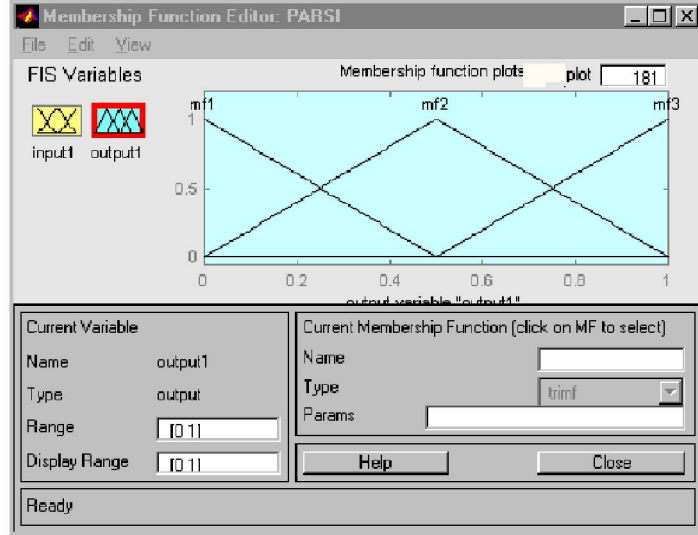 Membership Function Editor: PARSI
File Edit View
FIS Variables
Membership function plots plot 181
mf1 mf2 mf3
1
0.5
0
0 0.2 0.4 0.6 0.8 1
input1 output1
output variable "output1"
Current Variable
Name output1
Type output
Range [0 1]
Display Range [0 1]
Current Membership Function (click on MF to select)
Name
Type trimf
Params
Help Close
Ready